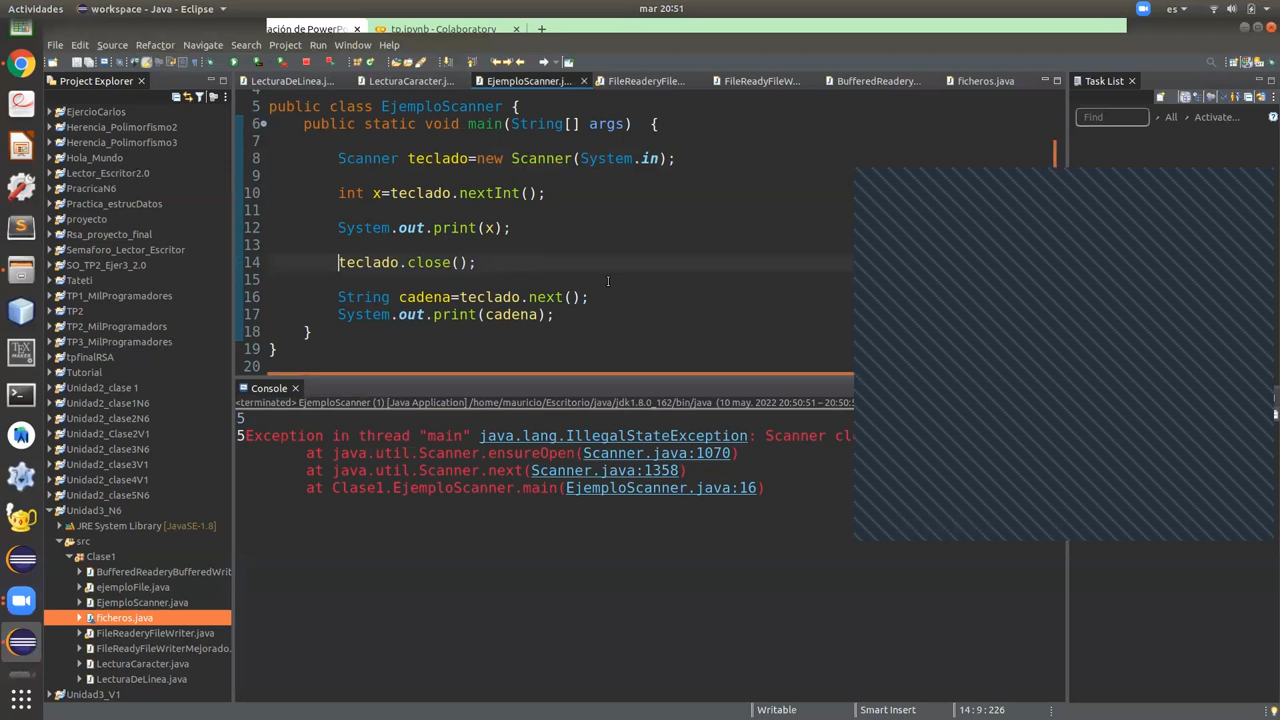 Actividades workspace - Java - Eclipse mar 20:51 es
ación de PowerPo tp.ipynb - Colaboratory
File Edit Source Refactor Navigate Search Project Run Window Help
Project Explorer LecturaDeLinea.j... LecturaCaracter.j... EjemploScanner.j... FileReaderyFile... FileReadyFileW... BufferedReadery... ficheros.java Task List
Find All Activate...
EjercioCarlos
Herencia_Polimorfismo2
Herencia_Polimorfismo3
Hola_Mundo
Lector_Escritor2.0
PracricaN6
Practica_estrucDatos
proyecto
Rsa_proyecto_final
Semaforo_Lector_Escritor
SO_TP2_Ejer3_2.0
Tateti
TP1_MilProgramadores
TP2
TP2_MilProgramadors
TP3_MilProgramadores
tpfinalRSA
Tutorial
Unidad2_clase 1
Unidad2_clase1N6
Unidad2_Clase2N6
Unidad2_Clase2V1
Unidad2_clase3N6
Unidad2_clase3V1
Unidad2_clase4V1
Unidad2_clase5N6
Unidad3_N6
JRE System Library [JavaSE-1.8]
src
Clase1
BufferedReaderyBufferedWrit
ejemploFile.java
EjemploScanner.java
ficheros.java
FileReaderyFileWriter.java
FileReadyFileWriterMejorado.
LecturaCaracter.java
LecturaDeLinea.java
Unidad3_V1
4
5 public class EjemploScanner {
6 public static void main(String[] args) {
7
8 Scanner teclado=new Scanner(System.in);
9
10 int x=teclado.nextInt();
11
12 System.out.print(x);
13
14 teclado.close();
15
16 String cadena=teclado.next();
17 System.out.print(cadena);
18 }
19 }
20
Console
<terminated> EjemploScanner (1) [Java Application] /home/mauricio/Escritorio/java/jdk1.8.0_162/bin/java (10 may. 2022 20:50:51 – 20:50:5
5
5Exception in thread "main" java.lang.IllegalStateException: Scanner cl
at java.util.Scanner.ensureOpen(Scanner.java:1070)
at java.util.Scanner.next(Scanner.java:1358)
at Clase1.EjemploScanner.main(EjemploScanner.java:16)
Writable Smart Insert 14:9:226